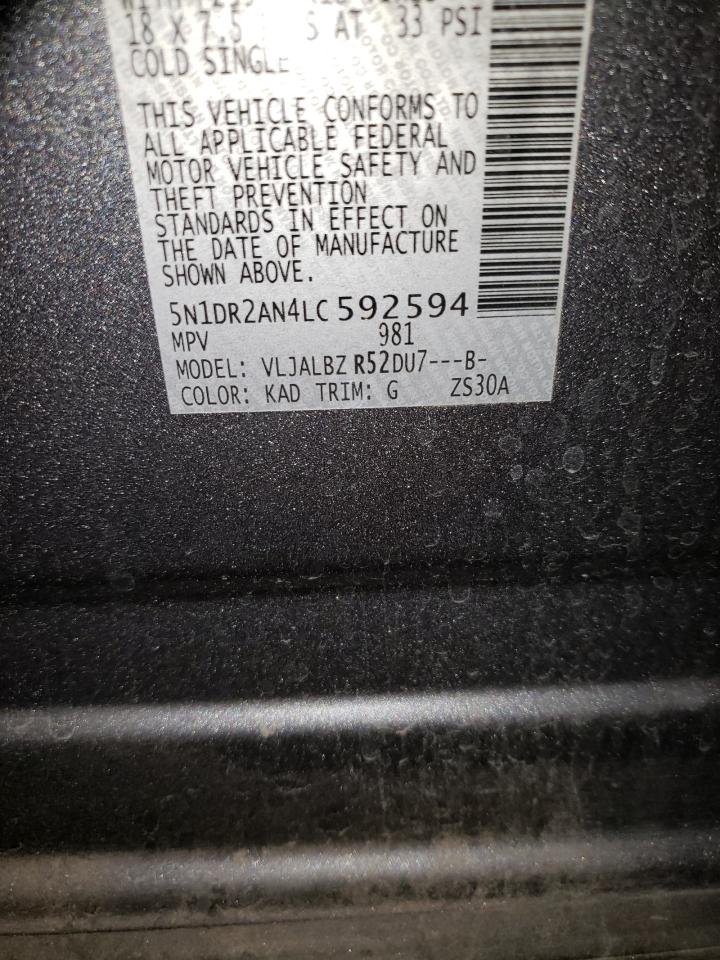 18 X 7.5 S AT 33 PSI
COLD SINGLE
THIS VEHICLE CONFORMS TO
ALL APPLICABLE FEDERAL
MOTOR VEHICLE SAFETY AND
THEFT PREVENTION
STANDARDS IN EFFECT ON
THE DATE OF MANUFACTURE
SHOWN ABOVE.
5N1DR2AN4LC592594
MPV 981
MODEL: VLJALBZ R52DU7---B-
COLOR: KAD TRIM: G ZS30A